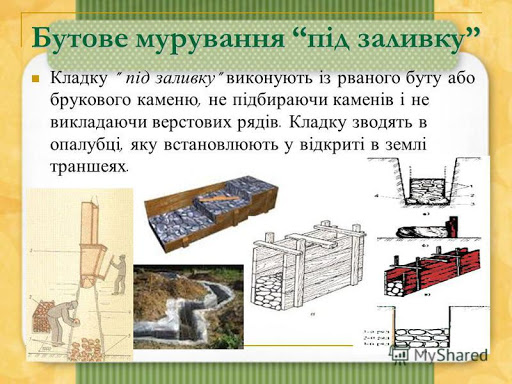 Бутове мурування “під заливку”
Кладку “ під заливку” виконують із рваного буту або
брукового каменю, не підбираючи каменів і не
викладаючи верстових рядів. Кладку зводять в
опалубці, яку встановлюють у відкриті в землі
траншеях.
MyShared